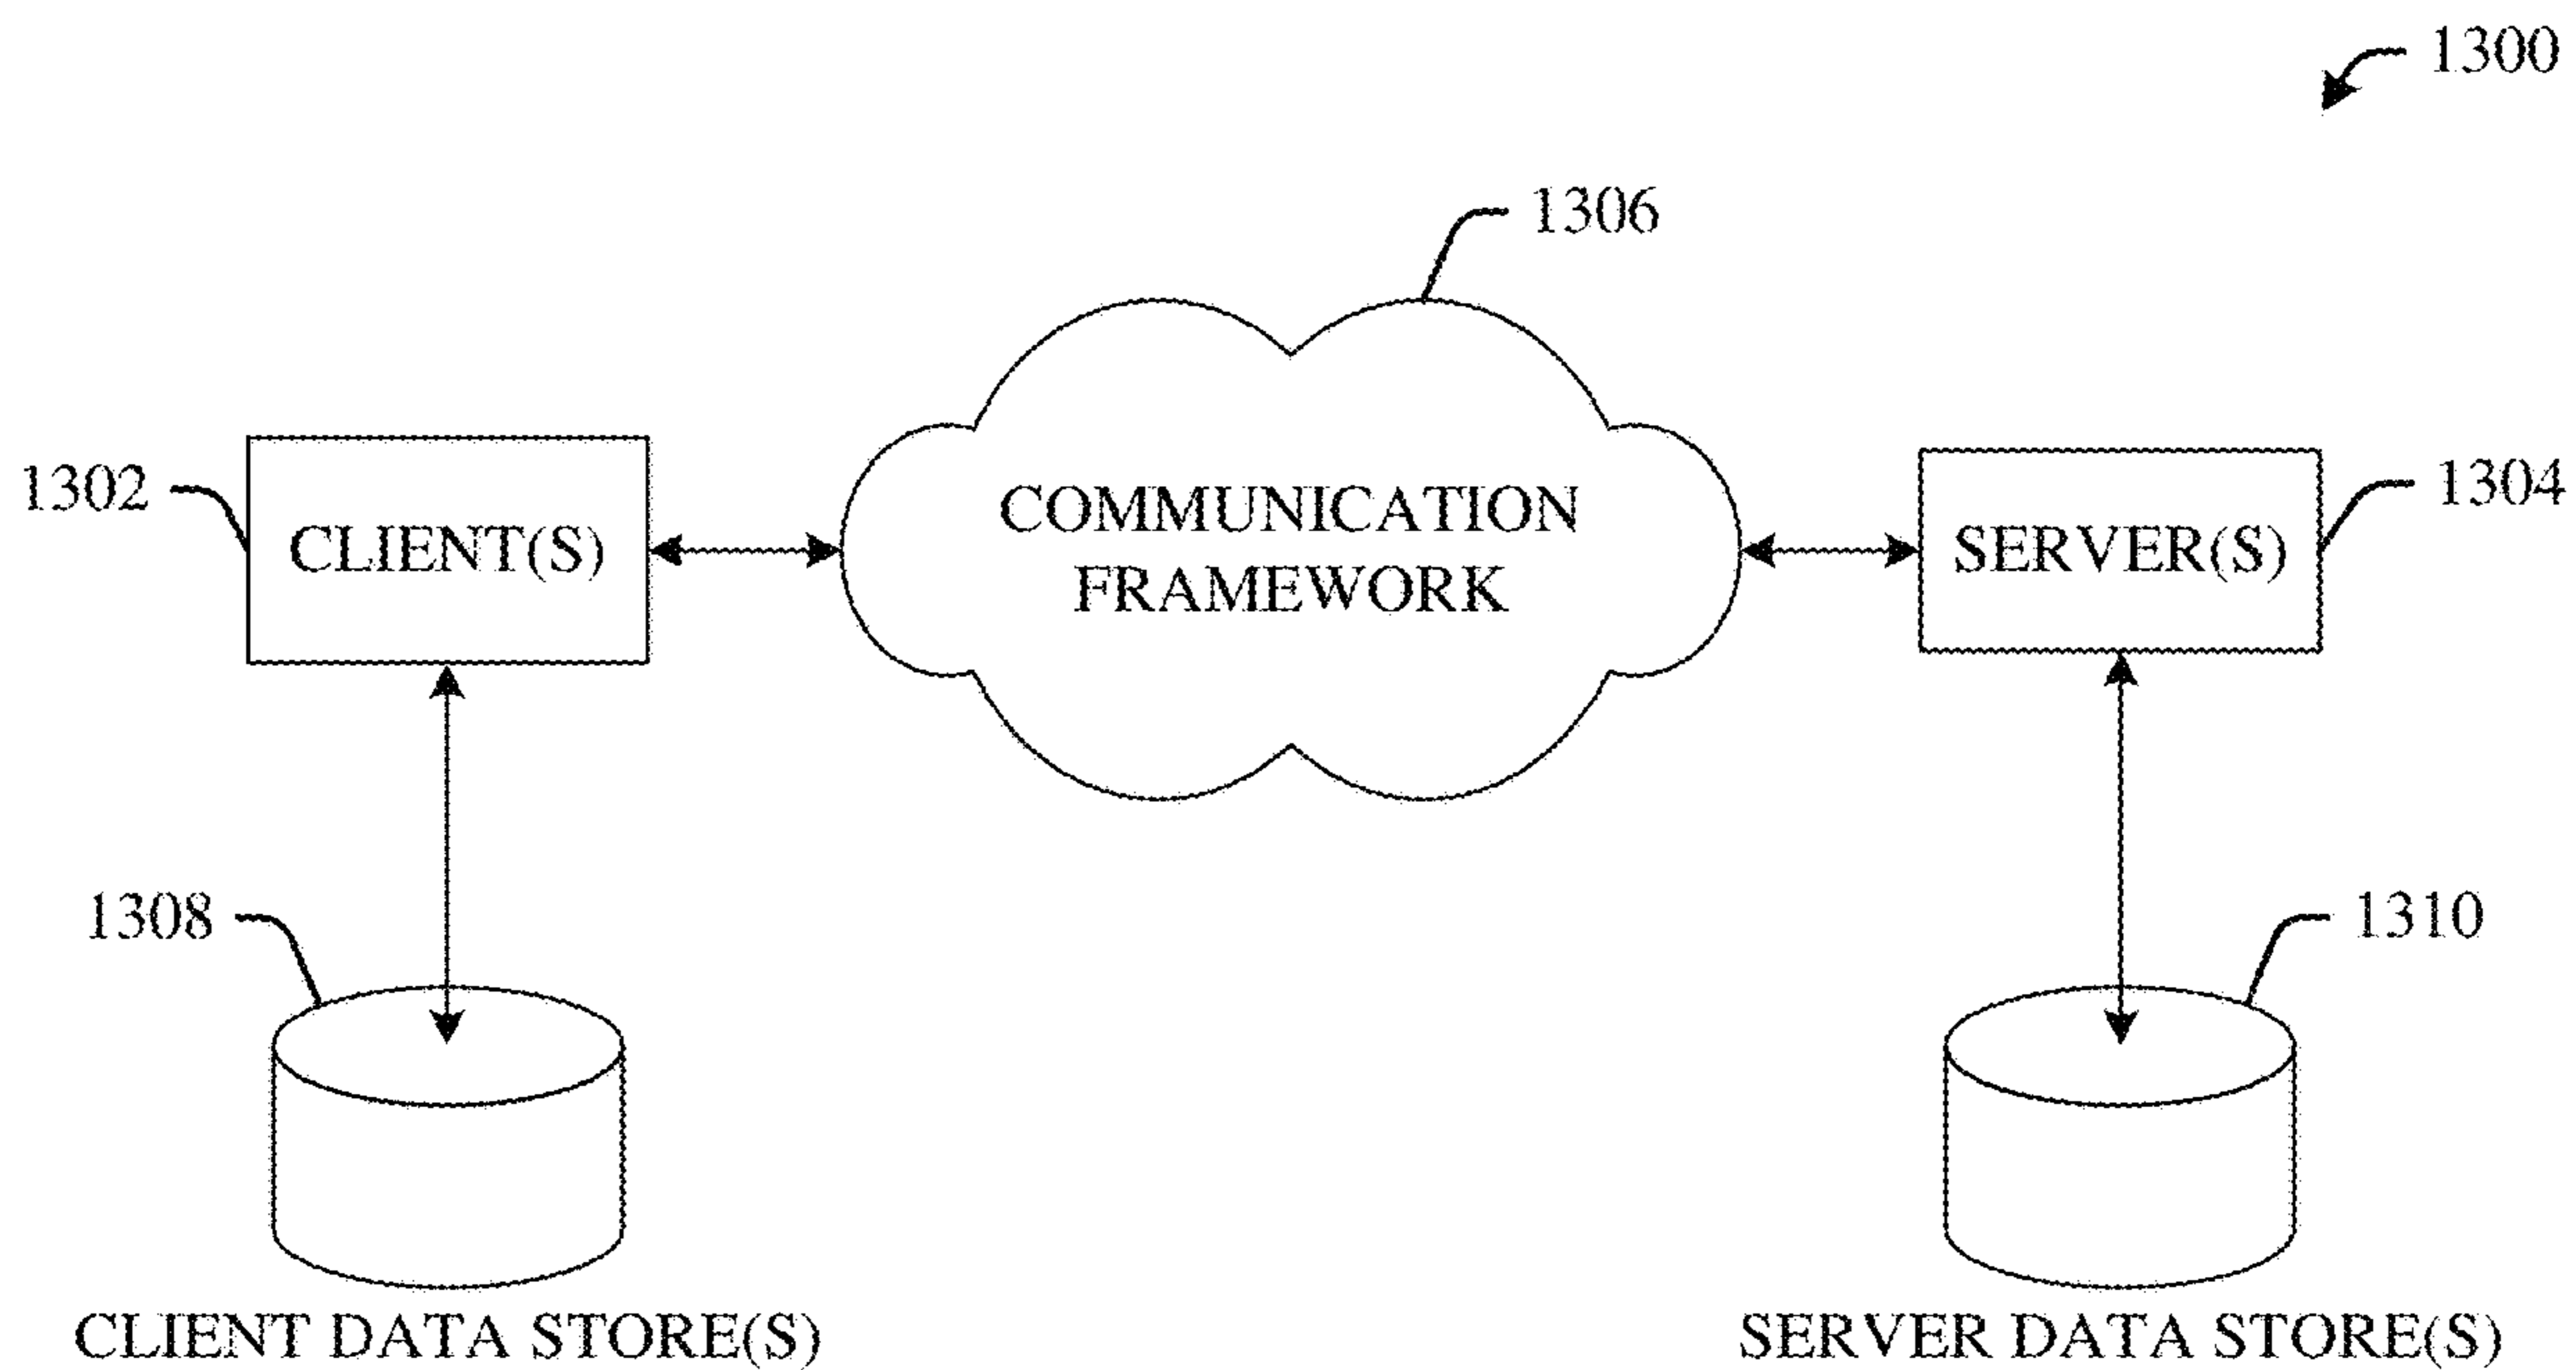 1300
1306
1302
CLIENT(S)
COMMUNICATION
FRAMEWORK
SERVER(S)
1304
1308
1310
CLIENT DATA STORE(S)
SERVER DATA STORE(S)